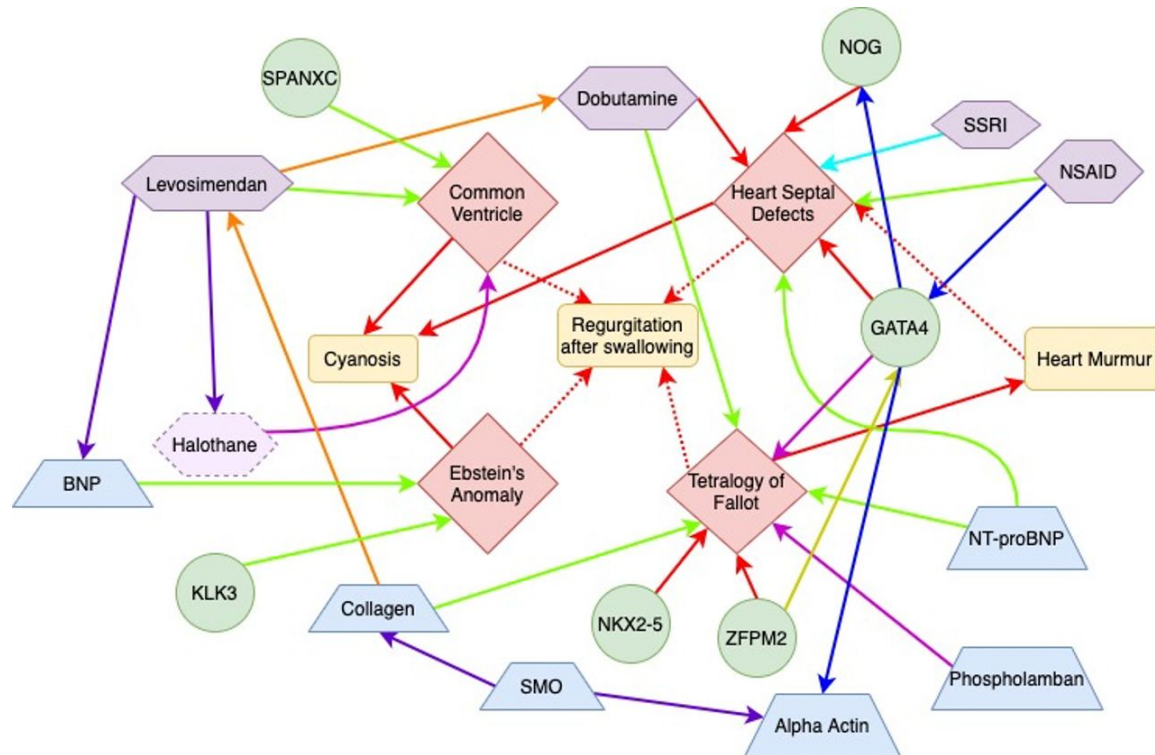 NOG
SPANXC
Dobutamine
SSRI
NSAID
Levosimendan
Common
Ventricle
Heart Septal
Defects
GATA4
Regurgitation
after swallowing
Cyanosis
Heart Murmur
Halothane
BNP
Ebstein's
Anomaly
Tetralogy of
Fallot
NT-proBNP
KLK3
Collagen
NKX2-5
ZFPM2
SMO
Phospholamban
Alpha Actin